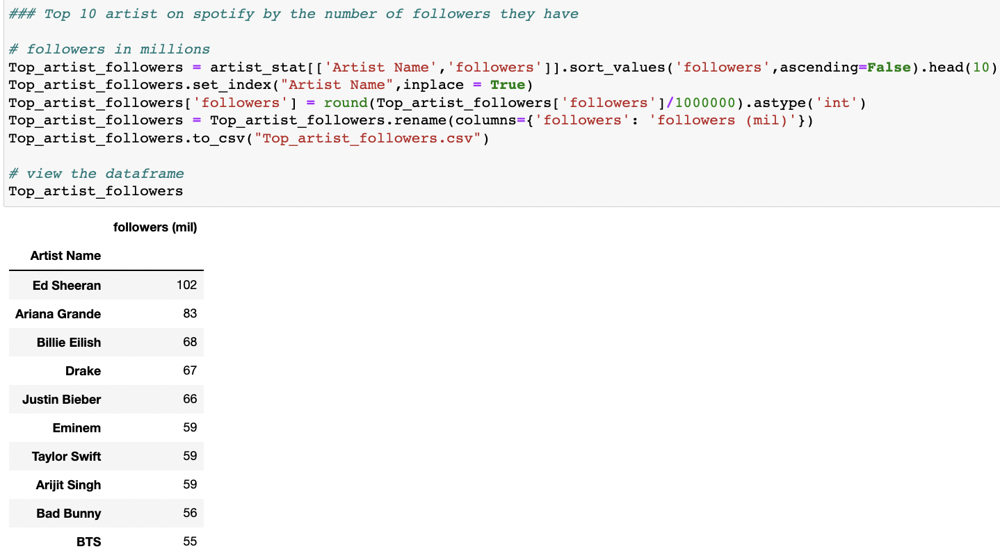 ### Top 10 artist on spotify by the number of followers they have
# followers in millions
Top_artist_followers = artist_stat[['Artist Name','followers']].sort_values('followers',ascending=False).head(10)
Top_artist_followers.set_index("Artist Name",inplace = True)
Top_artist_followers['followers'] = round(Top_artist_followers['followers']/1000000).astype('int')
Top_artist_followers = Top_artist_followers.rename(columns={'followers': 'followers (mil)'})
Top_artist_followers.to_csv("Top_artist_followers.csv")
# view the dataframe
Top_artist_followers
followers (mil)
Artist Name
Ed Sheeran 102
Ariana Grande 83
Billie Eilish 68
Drake 67
Justin Bieber 66
Eminem 59
Taylor Swift 59
Arijit Singh 59
Bad Bunny 56
BTS 55